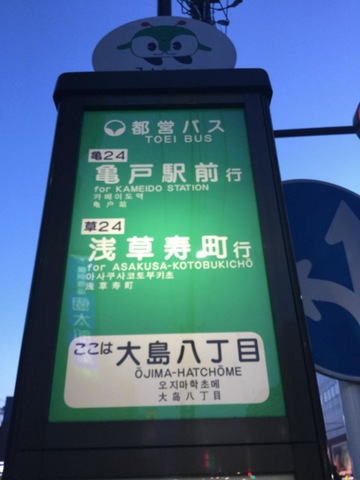 都営バス
TOEI BUS
亀24
亀戸駅前行
for KAMEIDO STATION
카메이도역
龟户站
草24
浅草寿町行
for ASAKUSA-KOTOBUKICHŌ
아사쿠사코토부키초
浅草寿町
ここは 大島八丁目
ŌJIMA-HATCHŌME
오지마학초메
大岛八丁目